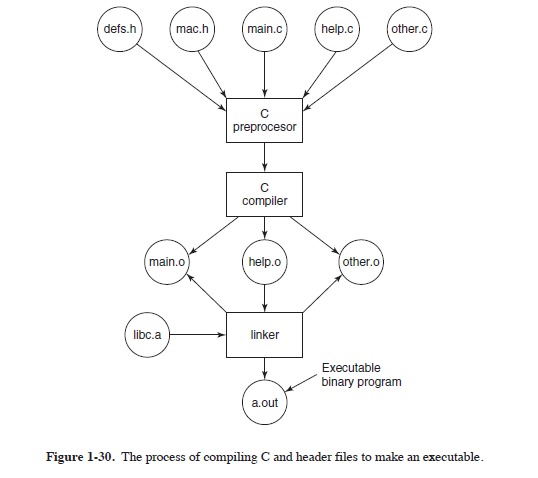 defs.h mac.h main.c help.c other.c
C
preprocesor
C
compiler
main.o help.o other.o
libc.a linker
Executable
binary program
a.out
Figure 1-30. The process of compiling C and header files to make an executable.